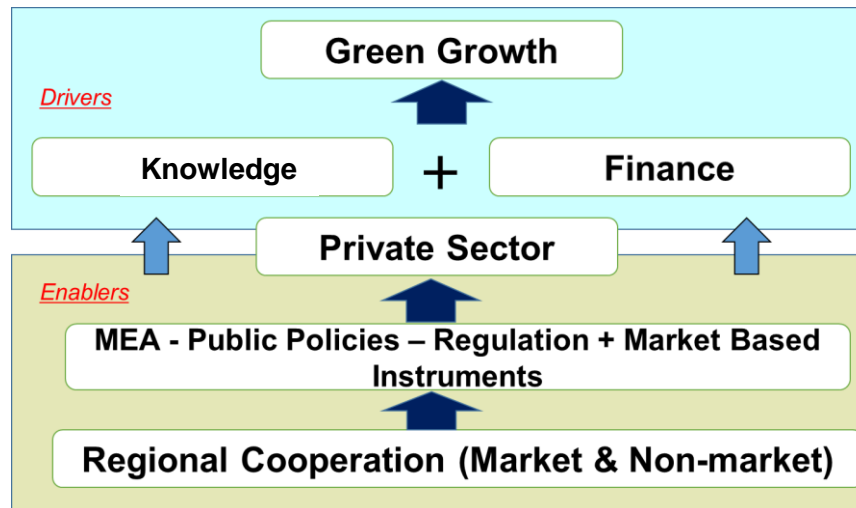 Green Growth
Drivers
Knowledge + Finance
Private Sector
Enablers
MEA - Public Policies – Regulation + Market Based
Instruments
Regional Cooperation (Market & Non-market)